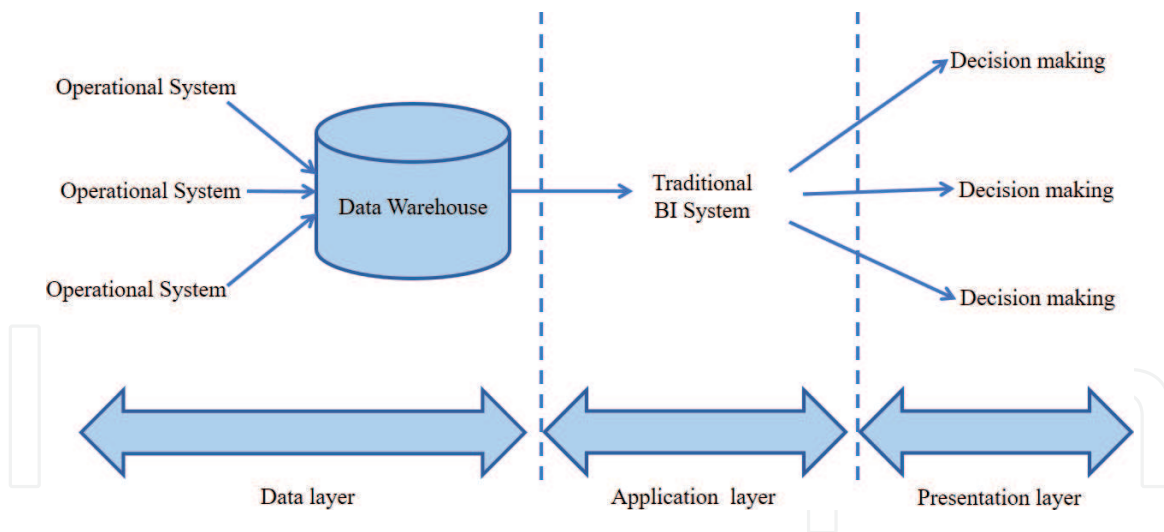 Operational System
Operational System
Operational System
Data Warehouse
Traditional
BI System
Decision making
Decision making
Decision making
Data layer
Application layer
Presentation layer